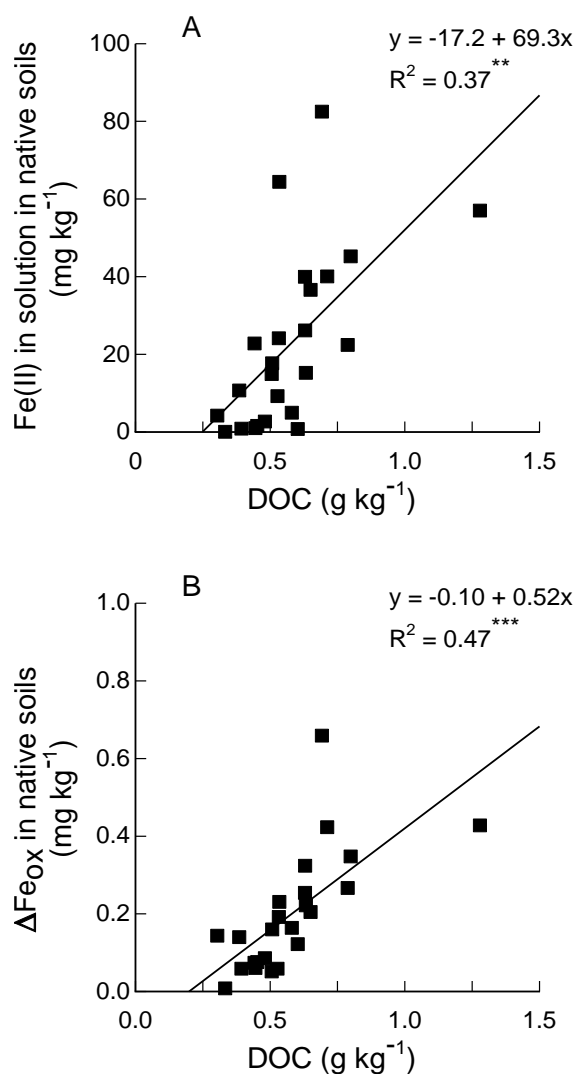 A
y = -17.2 + 69.3x
R² = 0.37**
Fe(II) in solution in native soils
(mg kg⁻¹)
100
80
60
40
20
0
0
0.5
1.0
1.5
DOC (g kg⁻¹)
B
y = -0.10 + 0.52x
R² = 0.47***
ΔFeox in native soils
(mg kg⁻¹)
1.0
0.8
0.6
0.4
0.2
0.0
0.0
0.5
1.0
1.5
DOC (g kg⁻¹)